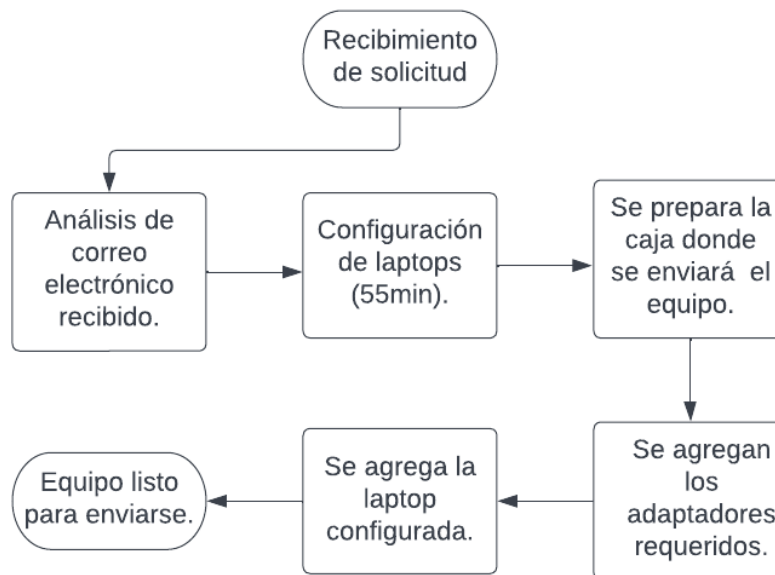 Recibimiento
de solicitud
Análisis de
correo
electrónico
recibido.
Configuración
de laptops
(55min).
Se prepara la
caja donde
se enviará el
equipo.
Se agregan
los
adaptadores
requeridos.
Se agrega la
laptop
configurada.
Equipo listo
para enviarse.